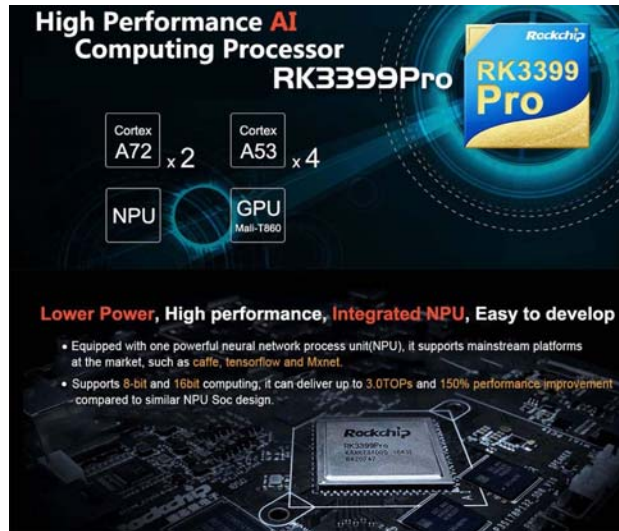 High Performance AI
Computing Processor
RK3399Pro
Rockchip
RK3399
Pro
Cortex
A72 x 2
Cortex
A53 x 4
NPU
GPU
Mali-T860
Lower Power, High performance, Integrated NPU, Easy to develop
• Equipped with one powerful neural network process unit(NPU), it supports mainstream platforms
at the market, such as caffe, tensorflow and Mxnet.
• Supports 8-bit and 16bit computing, it can deliver up to 3.0TOPs and 150% performance improvement
compared to similar NPU Soc design.
Rockchip
RK3399Pro